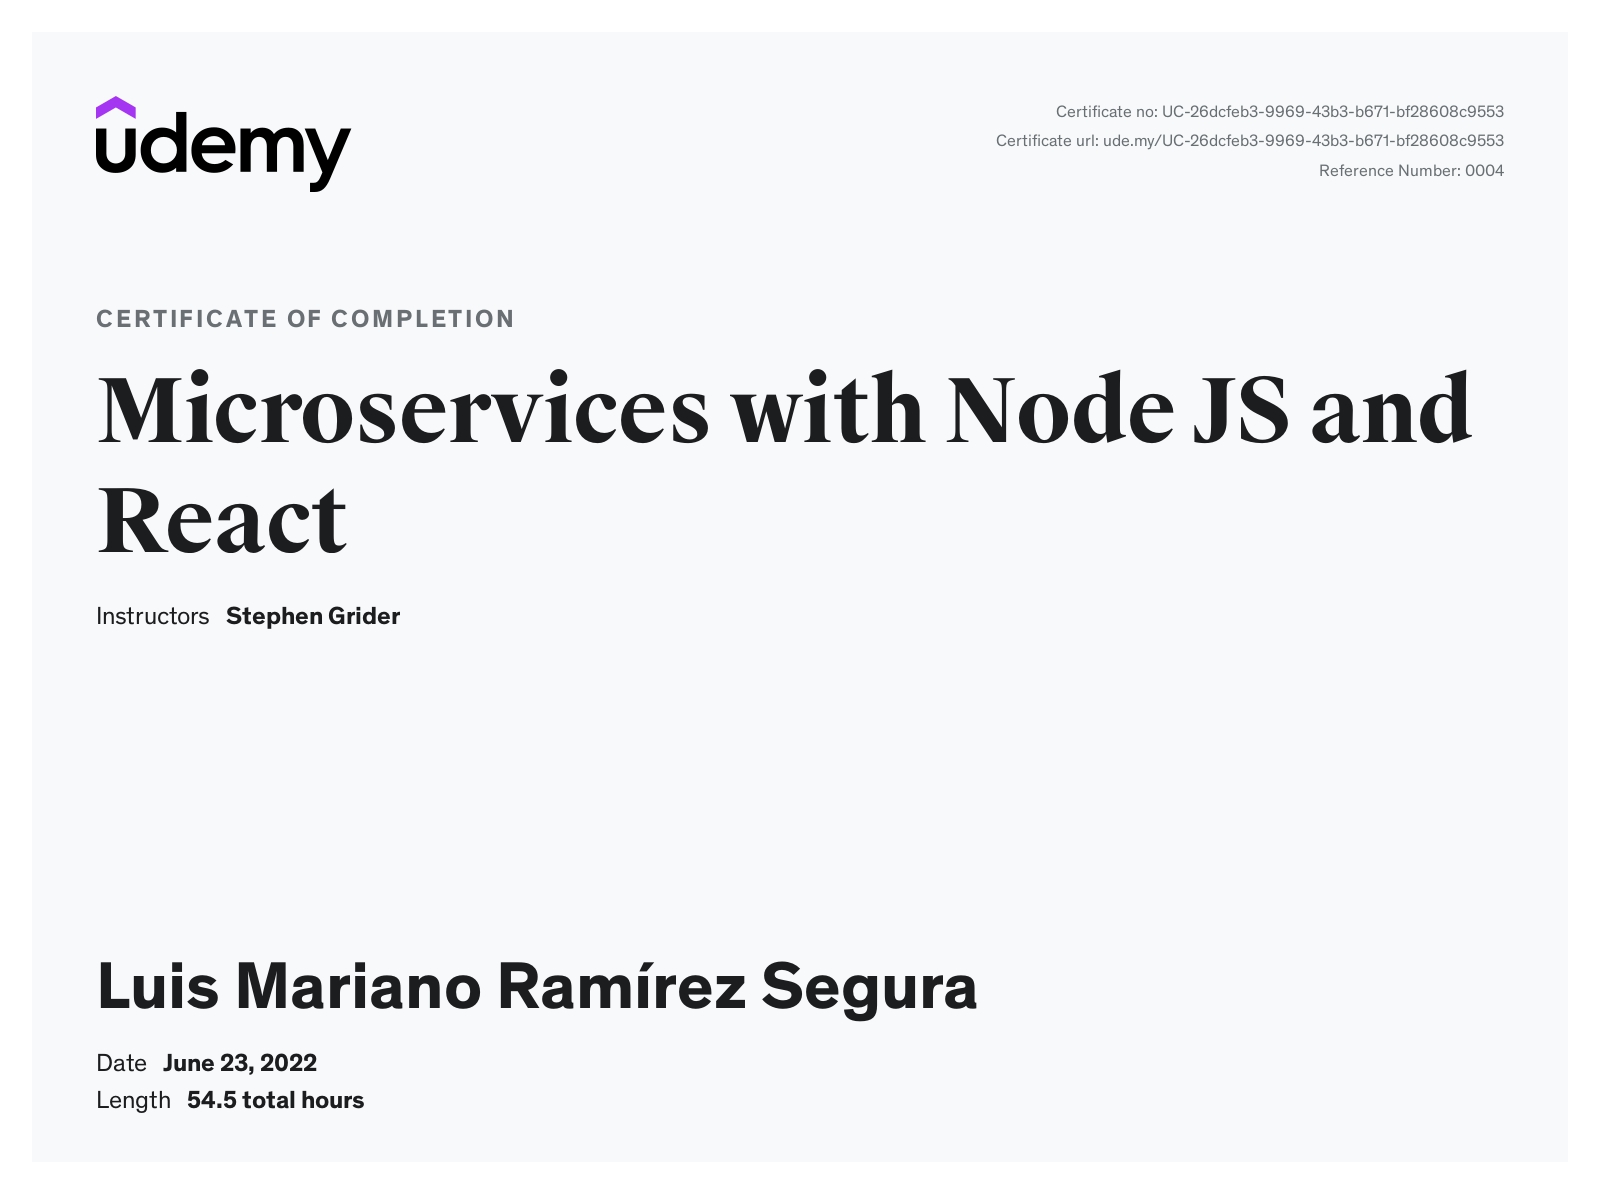 udemy
Certificate no: UC-26dcfeb3-9969-43b3-b671-bf28608c9553
Certificate url: ude.my/UC-26dcfeb3-9969-43b3-b671-bf28608c9553
Reference Number: 0004
CERTIFICATE OF COMPLETION
Microservices with Node JS and
React
Instructors Stephen Grider
Luis Mariano Ramírez Segura
Date June 23, 2022
Length 54.5 total hours